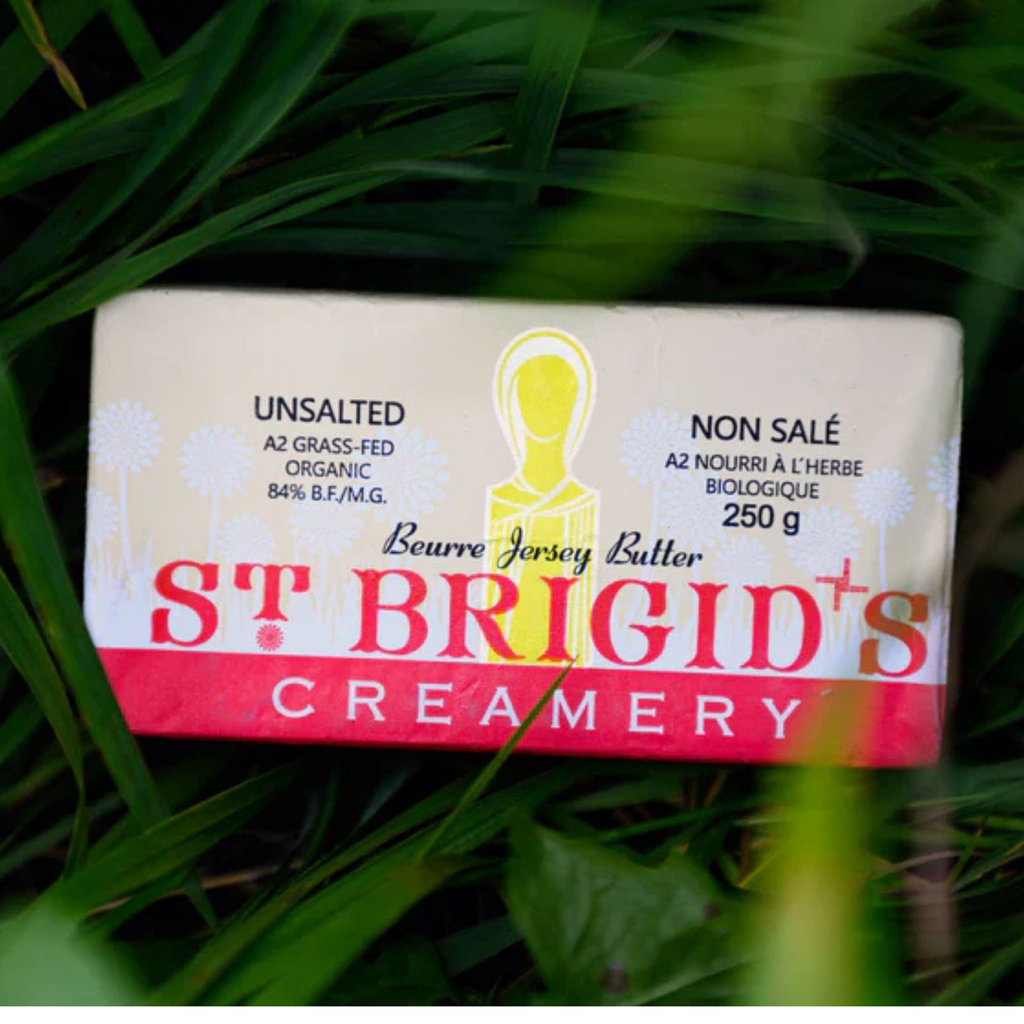 UNSALTED
A2 GRASS-FED
ORGANIC
84% B.F./M.G.
NON SALÉ
A2 NOURRI À L'HERBE
BIOLOGIQUE
250 g
Beurre Jersey Butter
ST BRIGID'S
CREAMERY